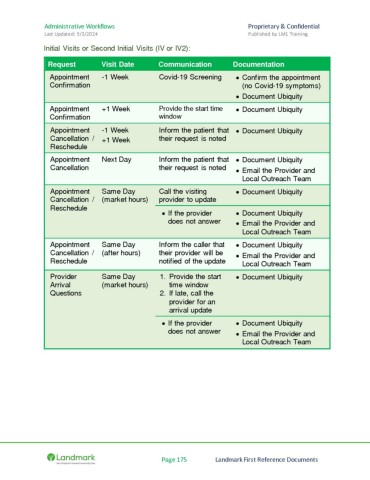 Administrative Workflows Proprietary & Confidential
Last Updated: 5/3/2024 Published by LMS Training
Initial Visits or Second Initial Visits (IV or IV2):
Request Visit Date Communication Documentation
Appointment Confirmation
-1 Week
Covid-19 Screening
• Confirm the appointment
(no Covid-19 symptoms)
• Document Ubiquity
Appointment
Confirmation
+1 Week
Provide the start time
window
• Document Ubiquity
Appointment
Cancellation /
Reschedule
-1 Week
+1 Week
Inform the patient that
their request is noted
• Document Ubiquity
Appointment
Cancellation
Next Day
Inform the patient that
their request is noted
• Document Ubiquity
• Email the Provider and
Local Outreach Team
Appointment
Cancellation /
Reschedule
Same Day
(market hours)
Call the visiting
provider to update
• Document Ubiquity
• If the provider
does not answer
• Document Ubiquity
• Email the Provider and
Local Outreach Team
Appointment
Cancellation /
Reschedule
Same Day
(after hours)
Inform the caller that
their provider will be
notified of the update
• Document Ubiquity
• Email the Provider and
Local Outreach Team
Provider
Arrival
Questions
Same Day
(market hours)
1. Provide the start
time window
2. If late, call the
provider for an
arrival update
• Document Ubiquity
• If the provider
does not answer
• Document Ubiquity
• Email the Provider and
Local Outreach Team
Landmark
Page 175 Landmark First Reference Documents